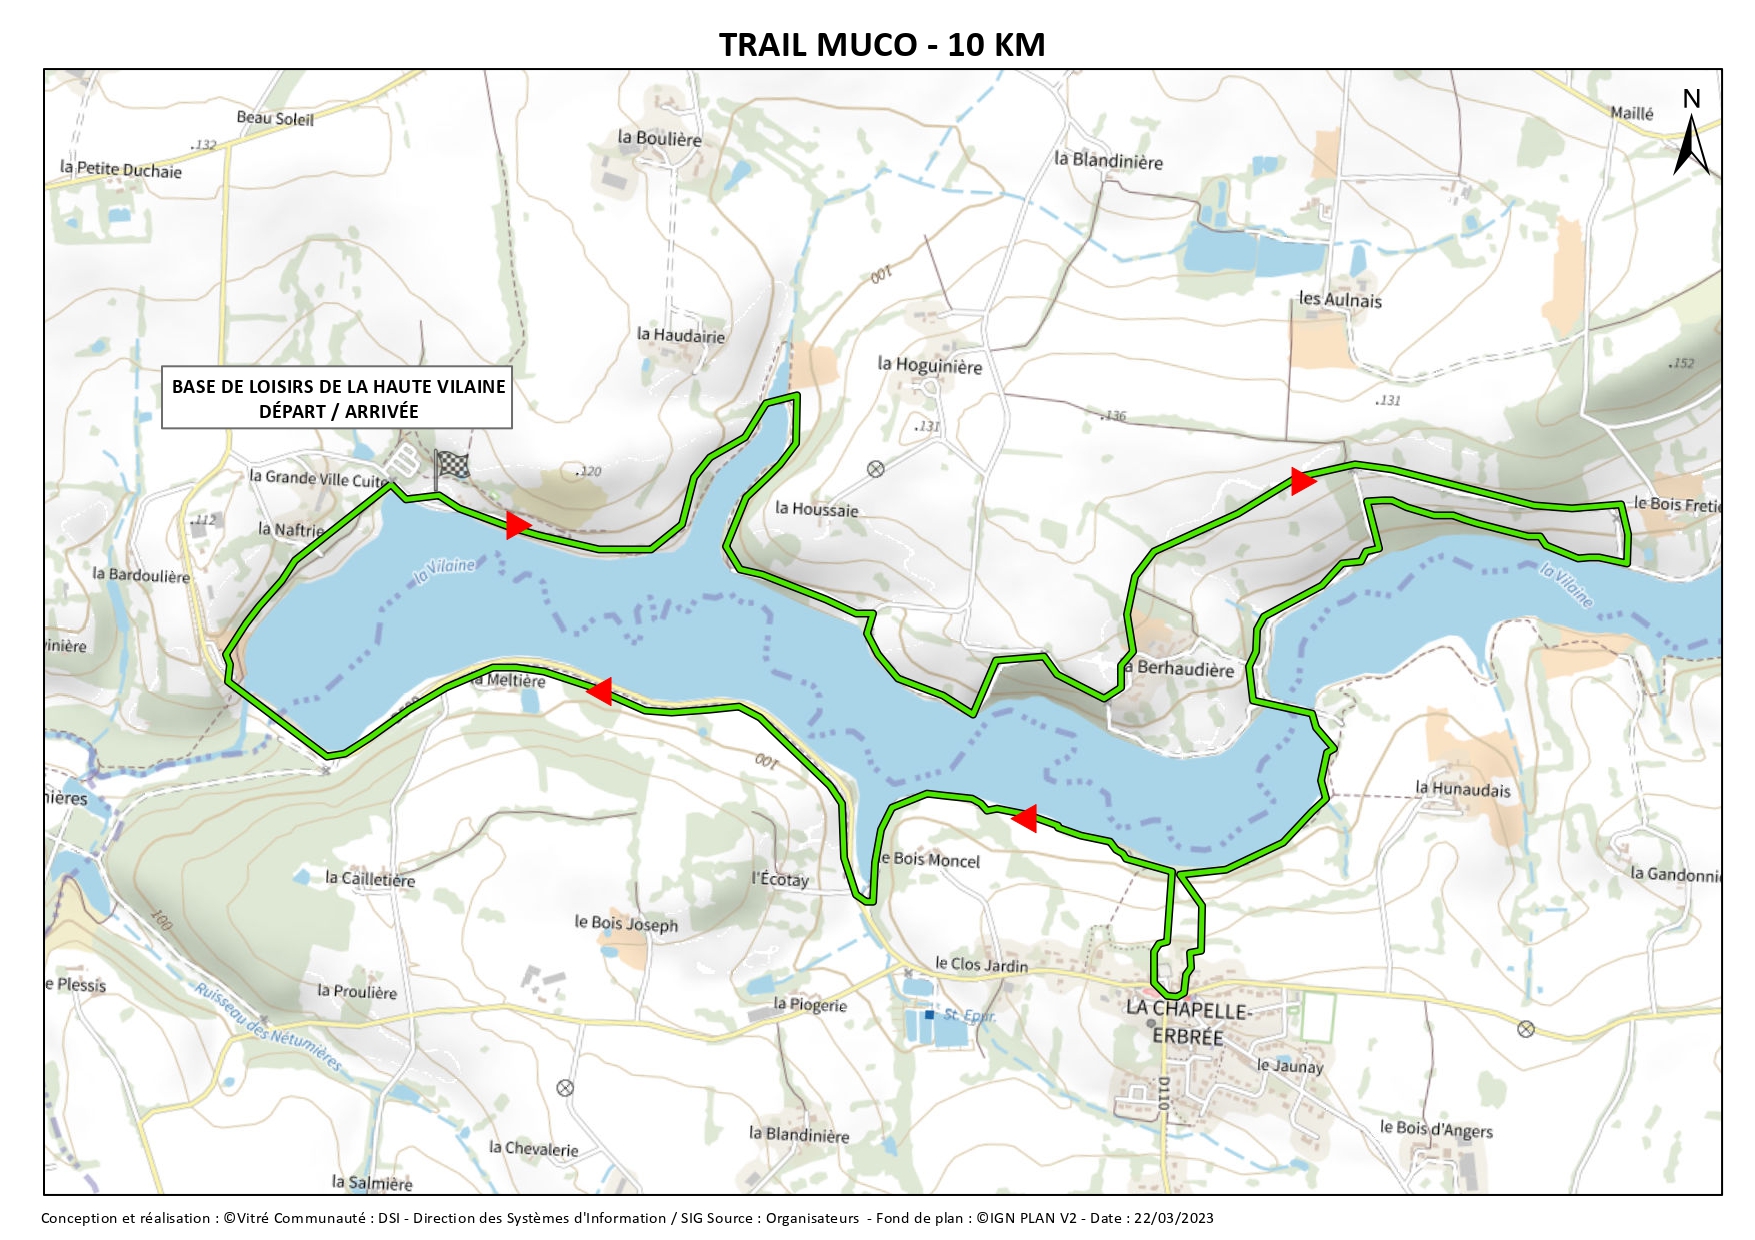 TRAIL MUCO - 10 KM
N
Beau Soleil
.132
la Petite Duchaie
la Boulière
la Blandinière
Maillé
100
les Aulnais
la Haudairie
la Hoguinière
.152
.131
.136
.131
BASE DE LOISIRS DE LA HAUTE VILAINE
DÉPART / ARRIVÉE
la Grande Ville Cuite
.120
.112
la Naftrie
la Houssaie
le Bois Fretie
la Bardoulière
la Vilaine
la Vilaine
vinière
la Meltière
a Berhaudière
100
nières
la Hunaudais
le Bois Moncel
la Cailletière
l'Écotay
la Gandonni
100
le Bois Joseph
le Clos Jardin
e Plessis
la Proulière
la Piogerie
Ruisseau des Nétumières
St. Epur.
LA CHAPELLE-
ERBRÉE
le Jaunay
D110
la Chevalerie
la Blandinière
le Bois d'Angers
la Salmière
Conception et réalisation : ©Vitré Communauté : DSI - Direction des Systèmes d'Information / SIG Source : Organisateurs - Fond de plan : ©IGN PLAN V2 - Date : 22/03/2023